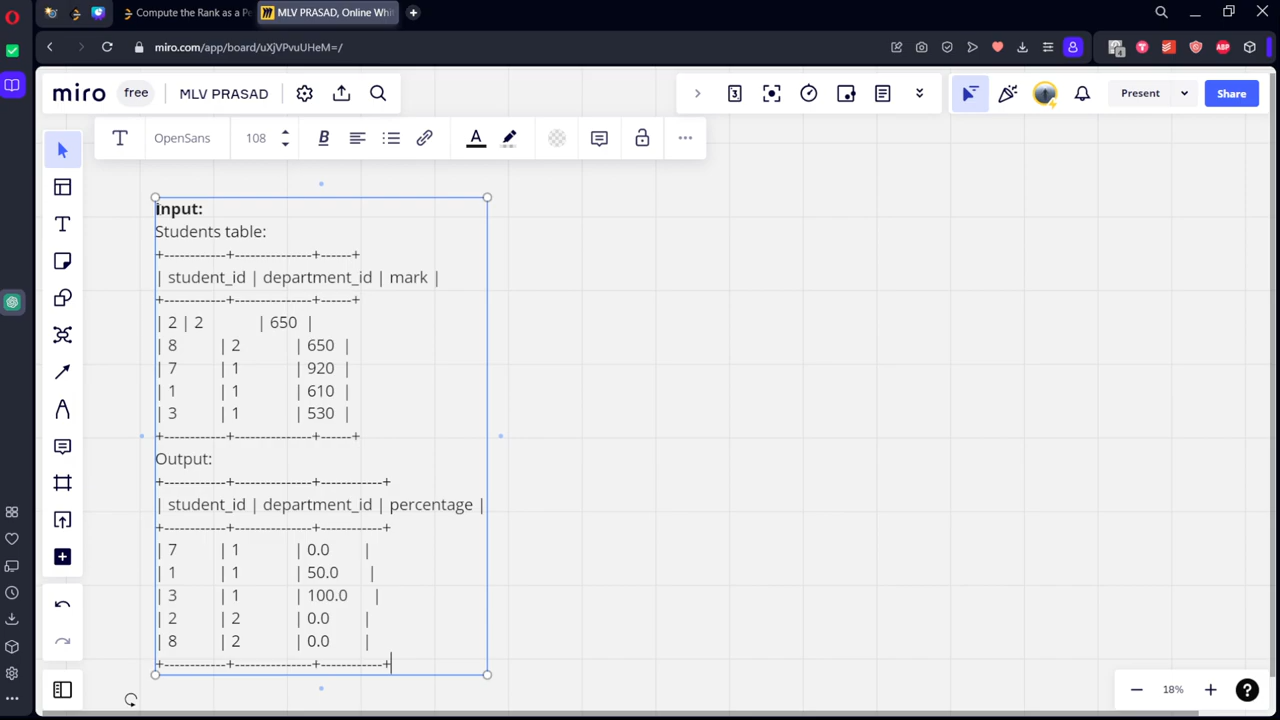 Compute the Rank as a Pe
MLV PRASAD, Online Whi
miro.com/app/board/uXjVPvuUHeM=/
miro free MLV PRASAD
Present
Share
OpenSans 108
Input:
Students table:
+------------+---------------+------+
| student_id | department_id | mark |
+------------+---------------+------+
| 2 | 2 | 650 |
| 8 | 2 | 650 |
| 7 | 1 | 920 |
| 1 | 1 | 610 |
| 3 | 1 | 530 |
+------------+---------------+------+
Output:
+------------+---------------+------------+
| student_id | department_id | percentage |
+------------+---------------+------------+
| 7 | 1 | 0.0 |
| 1 | 1 | 50.0 |
| 3 | 1 | 100.0 |
| 2 | 2 | 0.0 |
| 8 | 2 | 0.0 |
+------------+---------------+------------+
18%